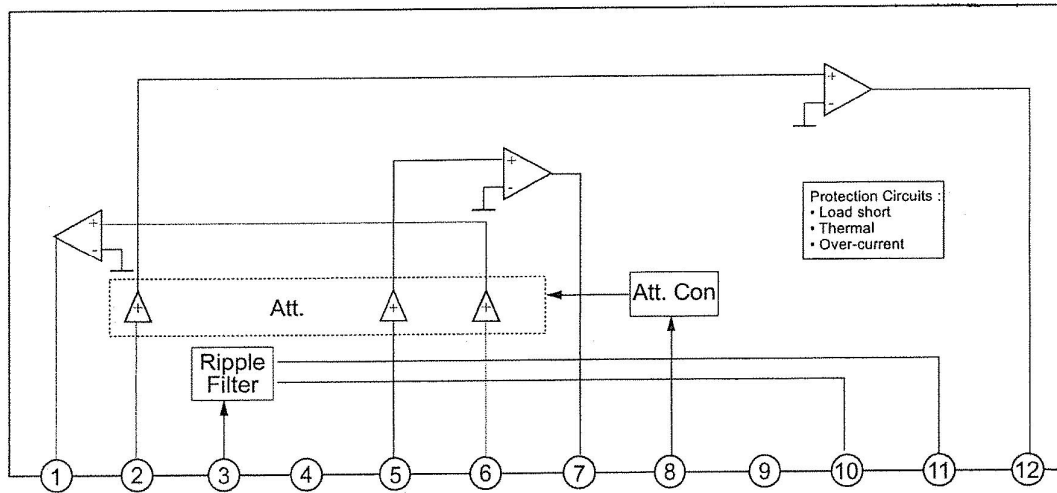 +
-
+
-
Protection Circuits :
• Load short
• Thermal
• Over-current
+
-
+
Att.
+
+
Att. Con
Ripple
Filter
1 2 3 4 5 6 7 8 9 10 11 12